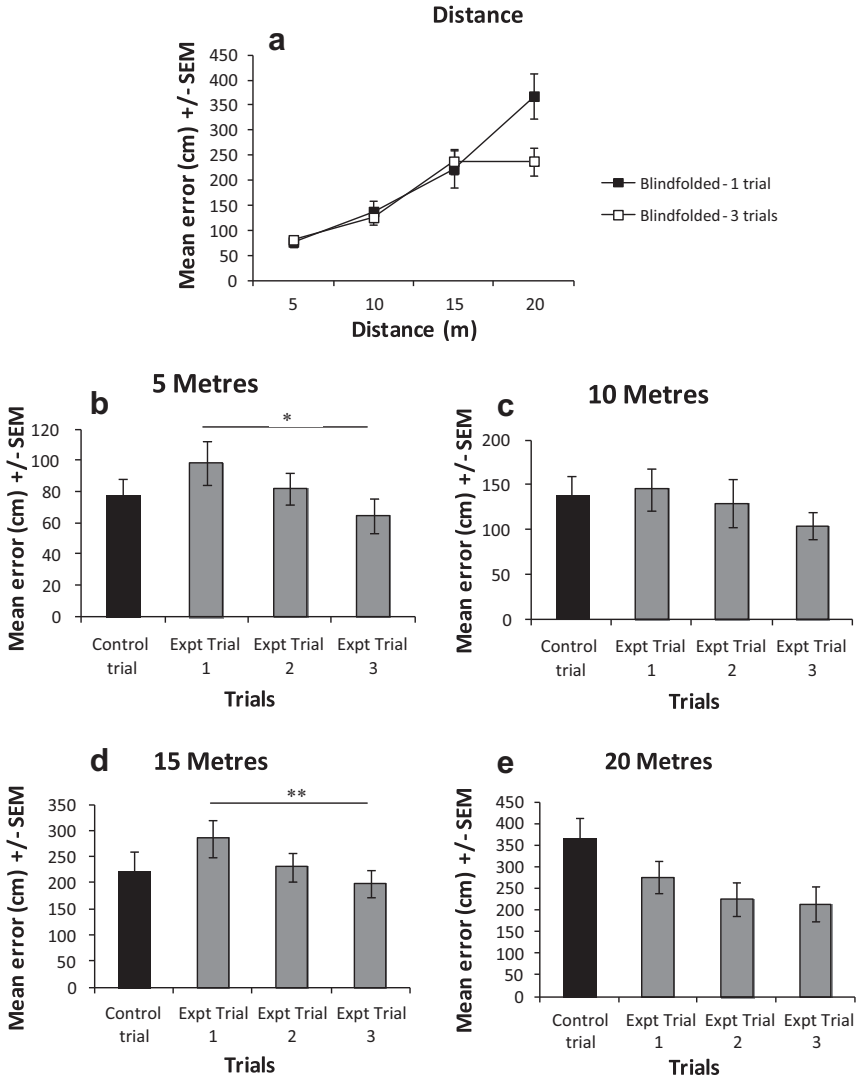 Distance
a
Mean error (cm) +/- SEM
450
400
350
300
250
200
150
100
50
0
5 10 15 20
Distance (m)
Blindfolded - 1 trial
Blindfolded - 3 trials
b
5 Metres
*
Mean error (cm) +/- SEM
120
100
80
60
40
20
0
Control trial
Expt Trial 1
Expt Trial 2
Expt Trial 3
Trials
c
10 Metres
Mean error (cm) +/- SEM
200
150
100
50
0
Control trial
Expt Trial 1
Expt Trial 2
Expt Trial 3
Trials
d
15 Metres
**
Mean error (cm) +/- SEM
350
300
250
200
150
100
50
0
Control trial
Expt Trial 1
Expt Trial 2
Expt Trial 3
Trials
e
20 Metres
Mean error (cm) +/- SEM
450
400
350
300
250
200
150
100
50
0
Control trial
Expt Trial 1
Expt Trial 2
Expt Trial 3
Trials